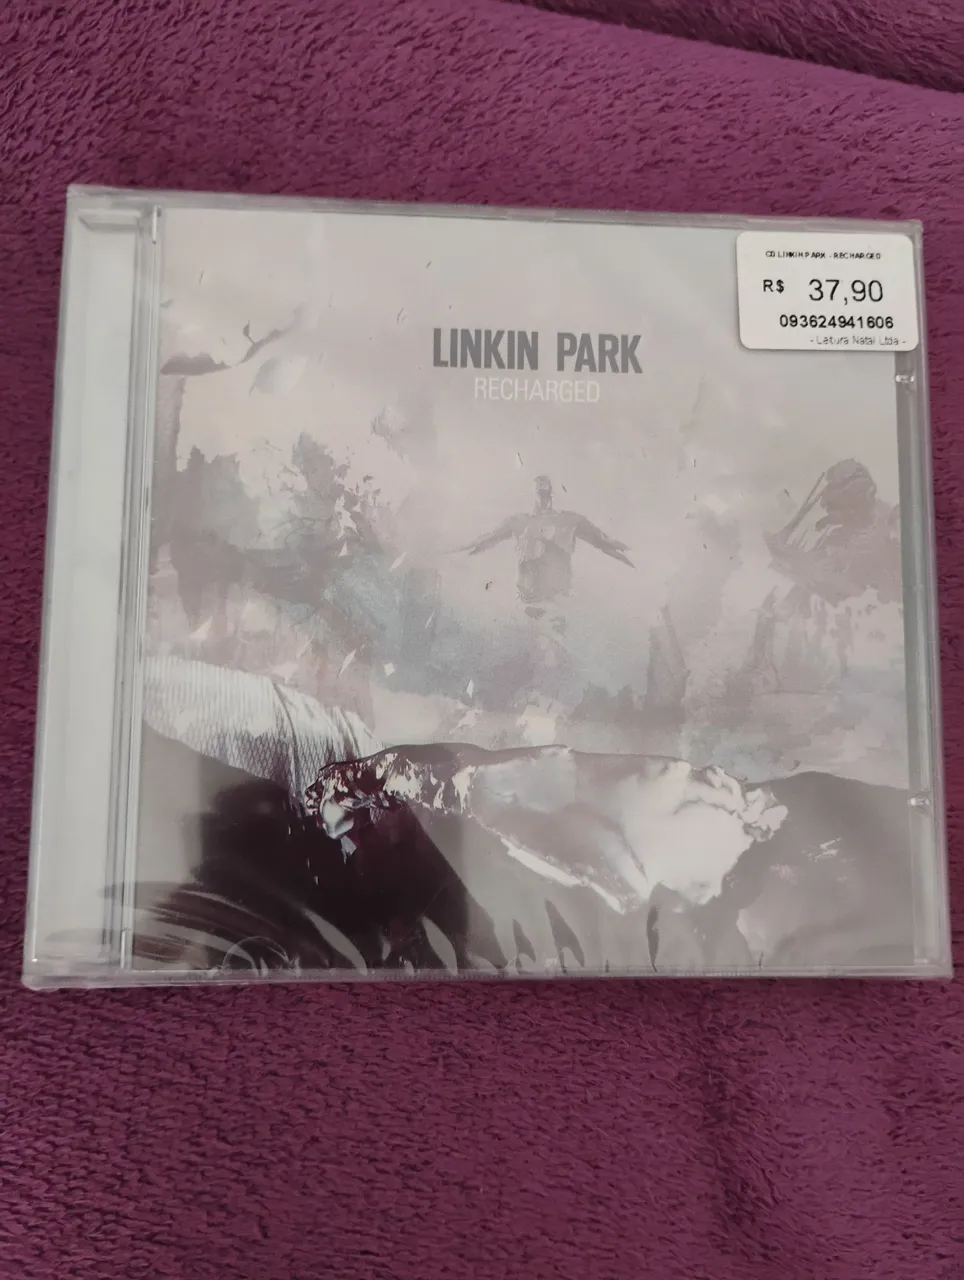 CD LINKIN PARK - RECHARGED
R$ 37,90
093624941606
- Leitura Natal Ltda -
LINKIN PARK
RECHARGED